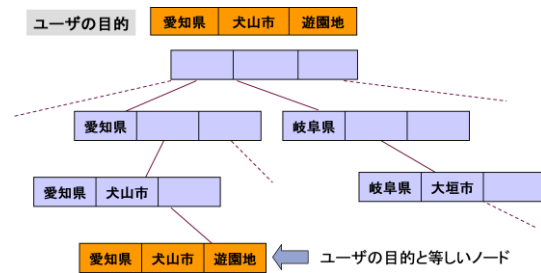 ユーザの目的 愛知県 犬山市 遊園地
愛知県 岐阜県
愛知県 犬山市 岐阜県 大垣市
愛知県 犬山市 遊園地 ユーザの目的と等しいノード